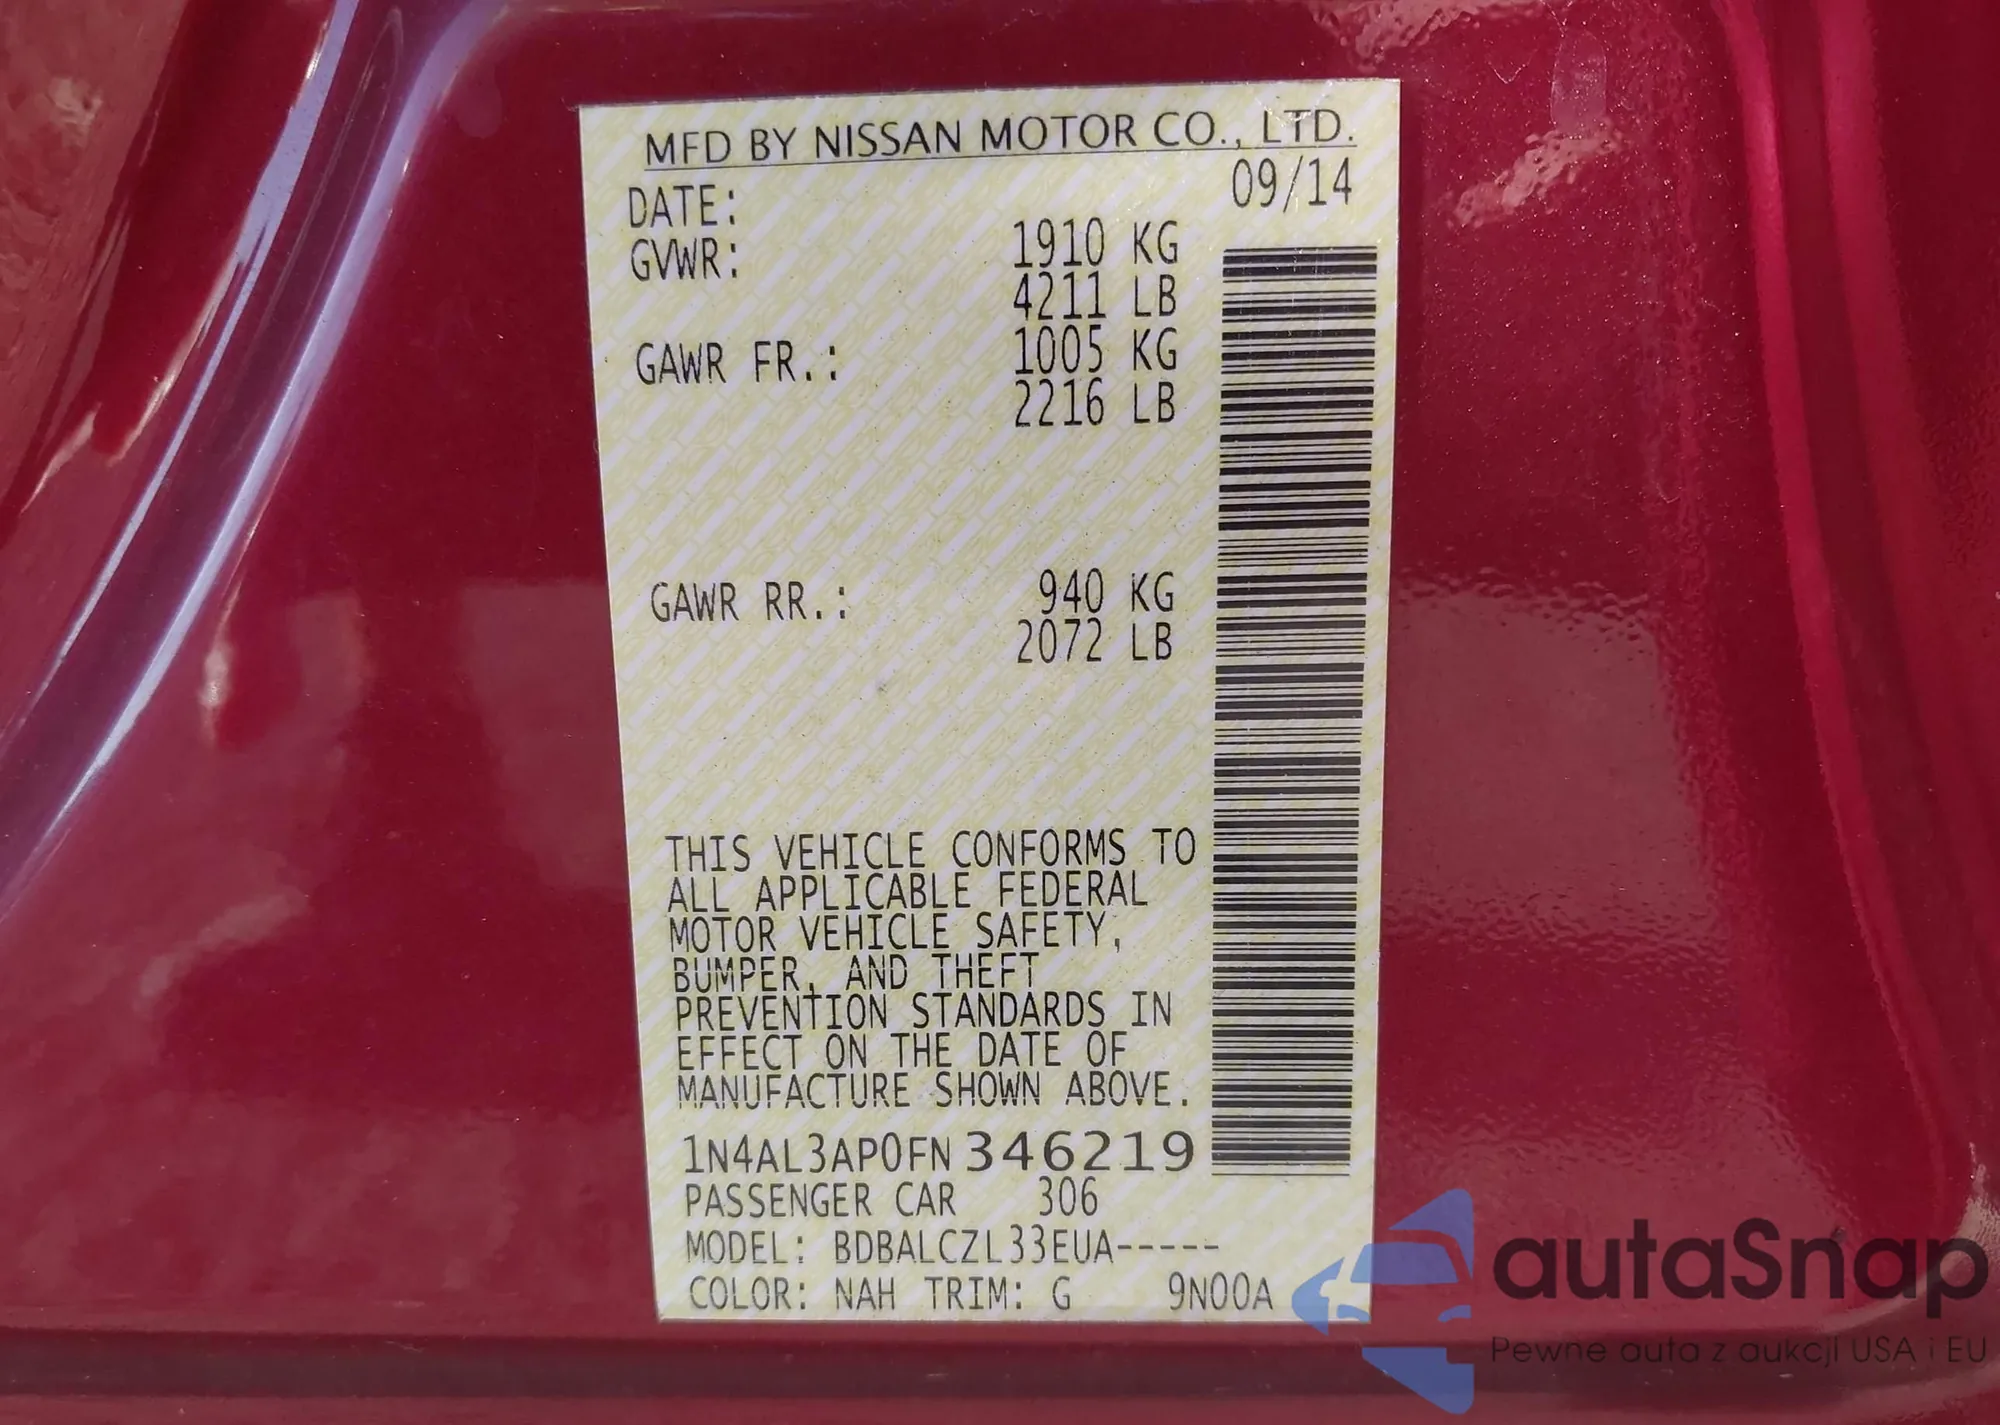 MFD BY NISSAN MOTOR CO., LTD.
DATE: 09/14
GVWR: 1910 KG
4211 LB
GAWR FR.: 1005 KG
2216 LB
GAWR RR.: 940 KG
2072 LB
THIS VEHICLE CONFORMS TO
ALL APPLICABLE FEDERAL
MOTOR VEHICLE SAFETY,
BUMPER, AND THEFT
PREVENTION STANDARDS IN
EFFECT ON THE DATE OF
MANUFACTURE SHOWN ABOVE.
1N4AL3AP0FN346219
PASSENGER CAR 306
MODEL: BDBALCZL33EUA-----
COLOR: NAH TRIM: G 9N00A
autaSnap
Pewne auta z aukcji USA i EU